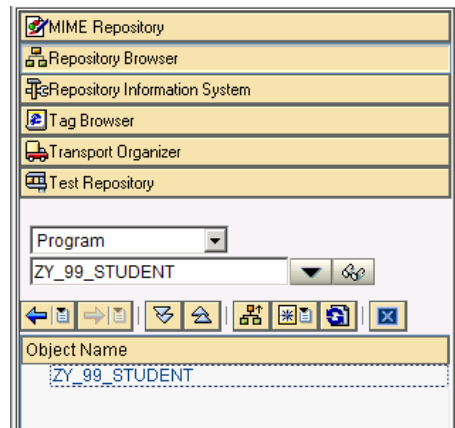 MIME Repository
Repository Browser
Repository Information System
Tag Browser
Transport Organizer
Test Repository
Program
ZY_99_STUDENT
Object Name
ZY_99_STUDENT